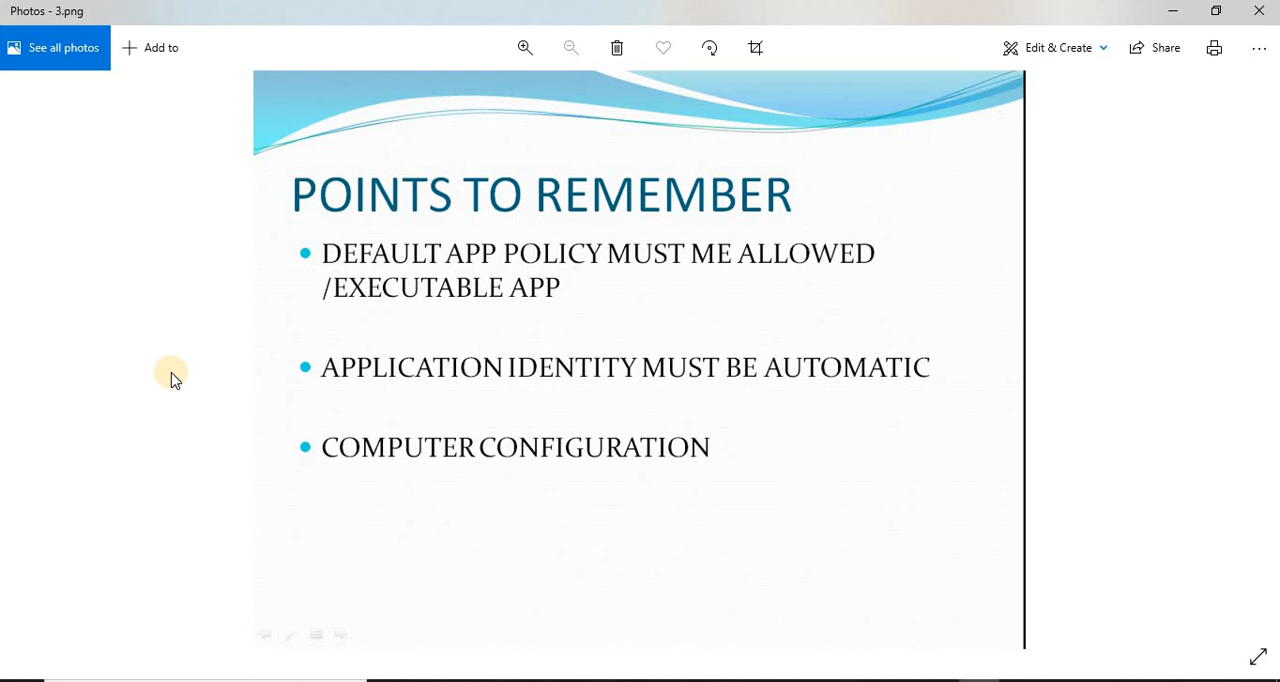 Photos - 3.png
See all photos
Add to
Edit & Create
Share
POINTS TO REMEMBER
DEFAULT APP POLICY MUST ME ALLOWED
/EXECUTABLE APP
APPLICATION IDENTITY MUST BE AUTOMATIC
COMPUTER CONFIGURATION